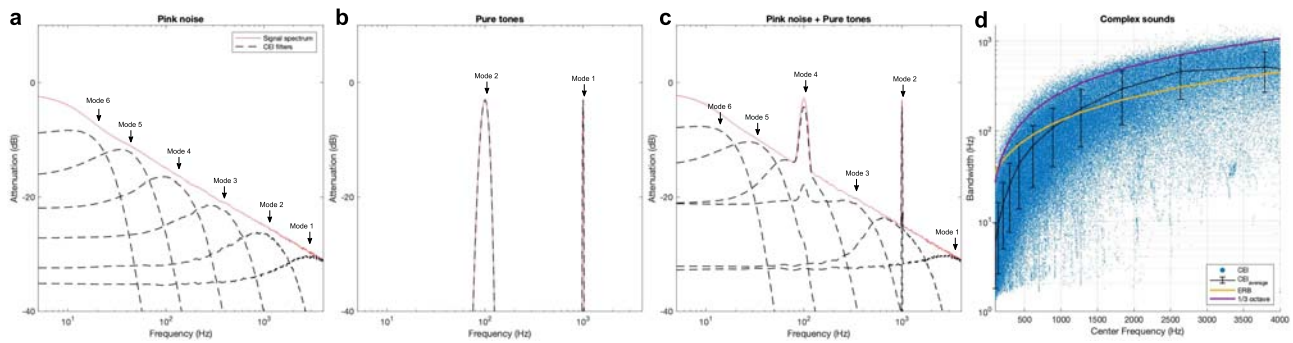 a
Pink noise
Signal spectrum
CEI filters
Mode 6
Mode 5
Mode 4
Mode 3
Mode 2
Mode 1
0
-20
-40
Attenuation (dB)
10¹
10²
10³
Frequency (Hz)
b
Pure tones
Mode 2
Mode 1
0
-20
-40
Attenuation (dB)
10¹
10²
10³
Frequency (Hz)
c
Pink noise + Pure tones
Mode 4
Mode 2
Mode 6
Mode 5
Mode 3
Mode 1
0
-20
-40
Attenuation (dB)
10¹
10²
10³
Frequency (Hz)
d
Complex sounds
10³
10²
10¹
10⁰
Bandwidth (Hz)
CEI
CEI average
ERB
1/3 octave
500 1000 1500 2000 2500 3000 3500 4000
Center Frequency (Hz)